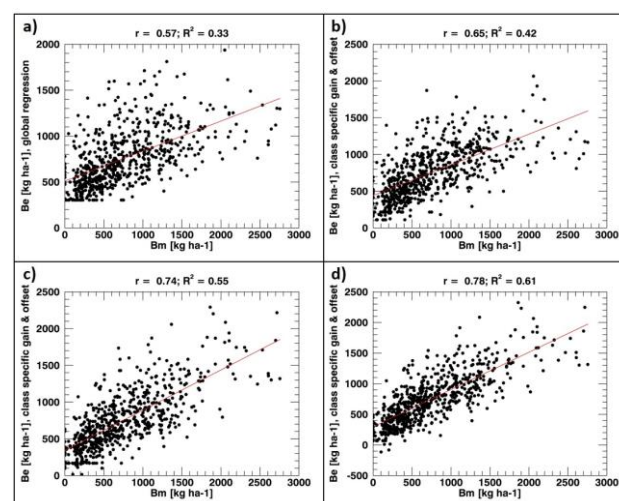 a)
r = 0.57; R² = 0.33
Be [kg ha-1], global regression
2000
1500
1000
500
0
0 500 1000 1500 2000 2500 3000
Bm [kg ha-1]
b)
r = 0.65; R² = 0.42
Be [kg ha-1], class specific gain & offset
2500
2000
1500
1000
500
0
0 500 1000 1500 2000 2500 3000
Bm [kg ha-1]
c)
r = 0.74; R² = 0.55
Be [kg ha-1], class specific gain & offset
2500
2000
1500
1000
500
0
0 500 1000 1500 2000 2500 3000
Bm [kg ha-1]
d)
r = 0.78; R² = 0.61
Be [kg ha-1], class specific gain & offset
2500
2000
1500
1000
500
0
-500
0 500 1000 1500 2000 2500 3000
Bm [kg ha-1]